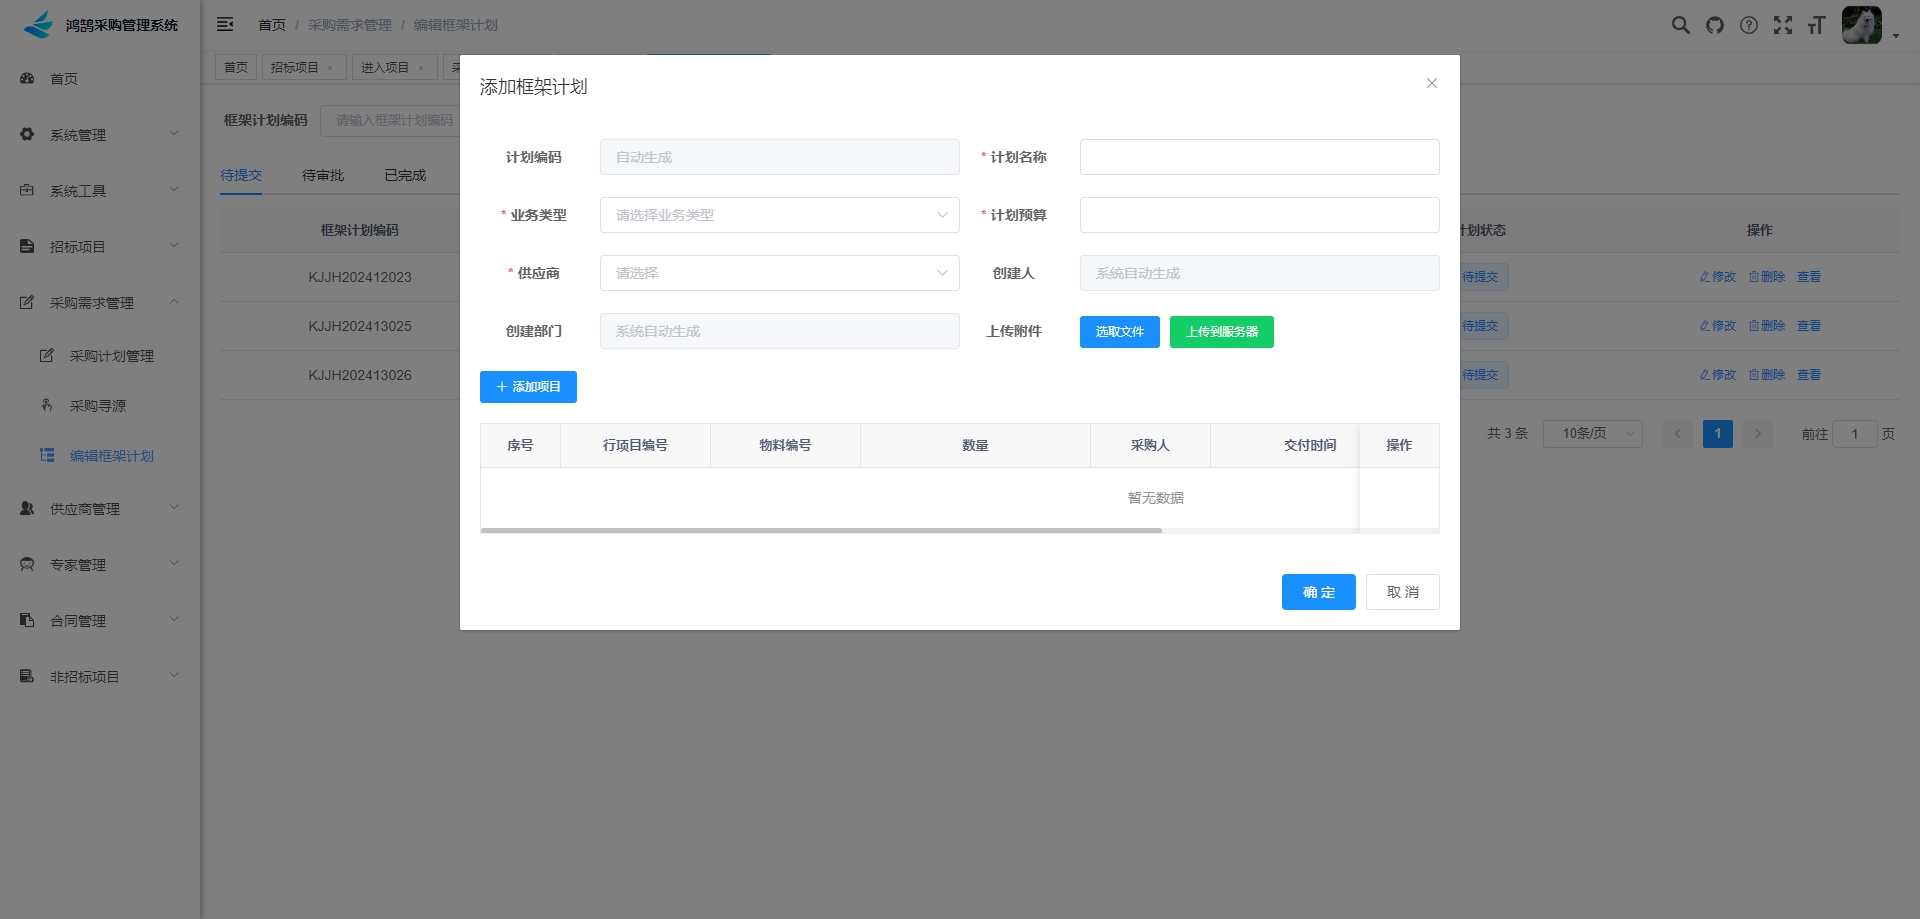 鸿鹄采购管理系统
首页 / 采购需求管理 / 编辑框架计划
首页
招标项目 ×
进入项目 ×
首页
系统管理
系统工具
招标项目
采购需求管理
采购计划管理
采购寻源
编辑框架计划
供应商管理
专家管理
合同管理
非招标项目
框架计划编码 请输入框架计划编码
待提交 待审批 已完成
框架计划编码 计划状态 操作
KJJH202412023 待提交 修改 删除 查看
KJJH202413025 待提交 修改 删除 查看
KJJH202413026 待提交 修改 删除 查看
共 3 条 10条/页 1 前往 1 页
添加框架计划
计划编码 自动生成 * 计划名称
* 业务类型 请选择业务类型 * 计划预算
* 供应商 请选择 创建人 系统自动生成
创建部门 系统自动生成 上传附件 选取文件 上传到服务器
+ 添加项目
序号 行项目编号 物料编号 数量 采购人 交付时间 操作
暂无数据
确 定 取 消